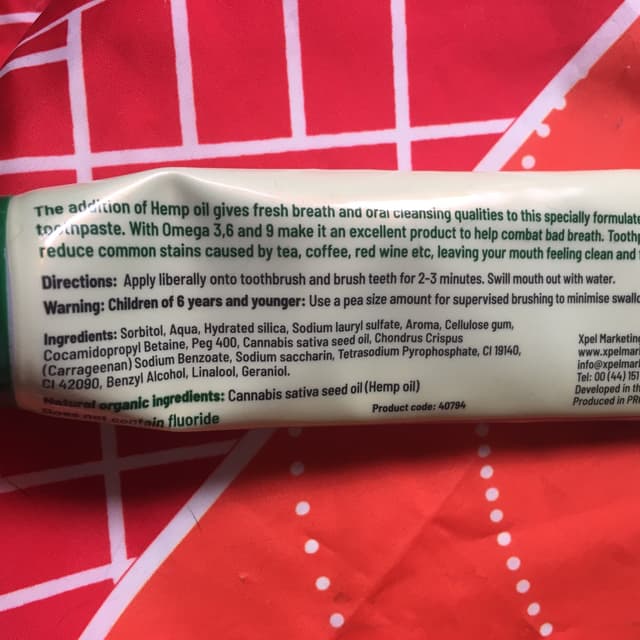 The addition of Hemp oil gives fresh breath and oral cleansing qualities to this specially formulate
toothpaste. With Omega 3,6 and 9 make it an excellent product to help combat bad breath. Toothp
reduce common stains caused by tea, coffee, red wine etc, leaving your mouth feeling clean and
Directions: Apply liberally onto toothbrush and brush teeth for 2-3 minutes. Swill mouth out with water.
Warning: Children of 6 years and younger: Use a pea size amount for supervised brushing to minimise swallo
Ingredients: Sorbitol, Aqua, Hydrated silica, Sodium lauryl sulfate, Aroma, Cellulose gum,
Cocamidopropyl Betaine, Peg 400, Cannabis sativa seed oil, Chondrus Crispus
(Carrageenan) Sodium Benzoate, Sodium saccharin, Tetrasodium Pyrophosphate, CI 19140,
CI 42090, Benzyl Alcohol, Linalool, Geraniol.
Natural organic ingredients: Cannabis sativa seed oil (Hemp oil)
Does not contain fluoride
Product code: 40794
Xpel Marketing
www.xpelmar
info@xpelmar
Tel: 00 (44) 151
Developed in th
Produced in PR